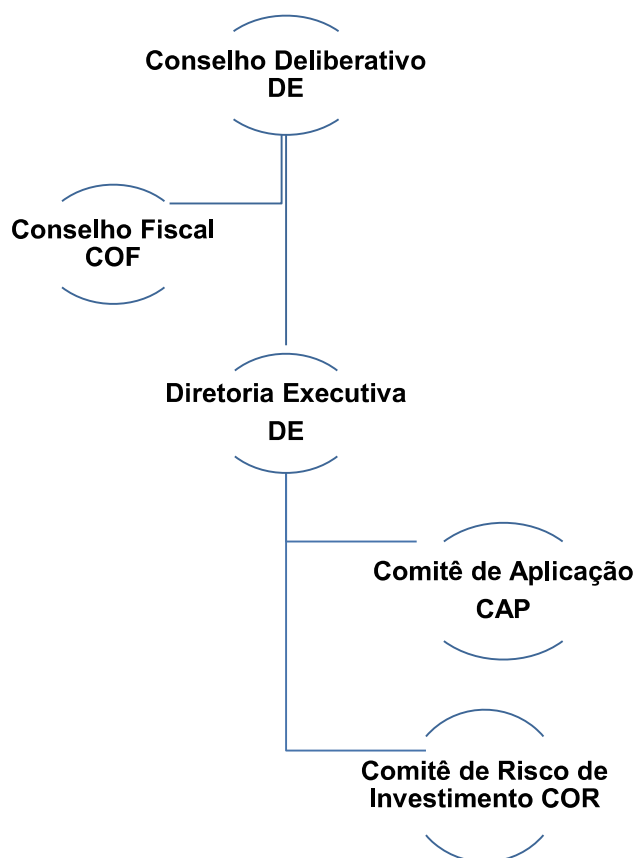 Conselho Deliberativo
DE
Conselho Fiscal
COF
Diretoria Executiva
DE
Comitê de Aplicação
CAP
Comitê de Risco de
Investimento COR